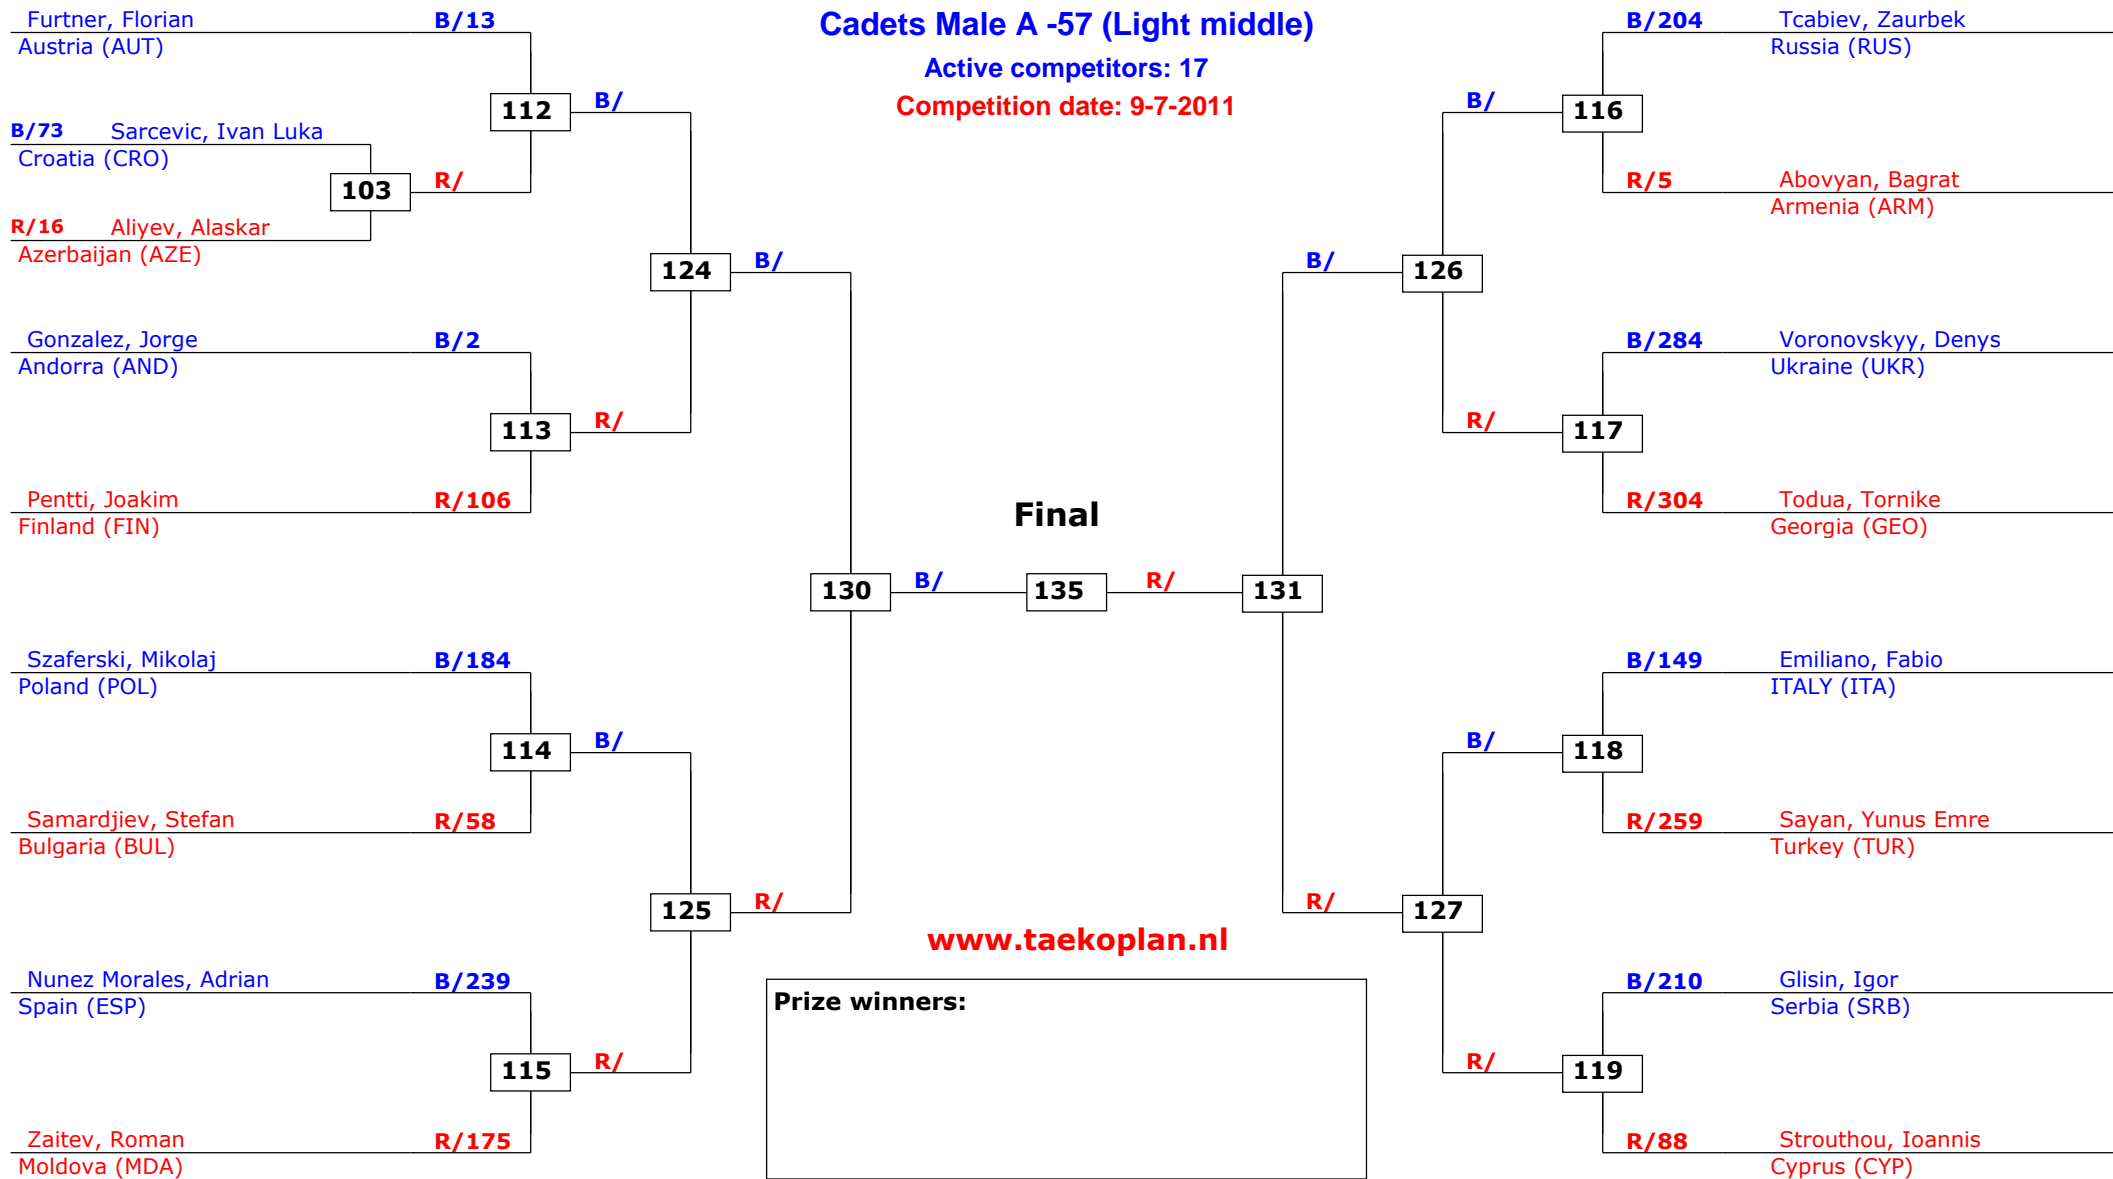 Cadets Male A -57 (Light middle)
Active competitors: 17
Competition date: 9-7-2011
Furtner, Florian B/13
Austria (AUT)
112 B/
B/73 Sarcevic, Ivan Luka
Croatia (CRO)
103 R/
R/16 Aliyev, Alaskar
Azerbaijan (AZE)
124 B/
Gonzalez, Jorge B/2
Andorra (AND)
113 R/
Pentti, Joakim R/106
Finland (FIN)
130 B/
Szaferski, Mikolaj B/184
Poland (POL)
114 B/
Samardjiev, Stefan R/58
Bulgaria (BUL)
125 R/
Nunez Morales, Adrian B/239
Spain (ESP)
115 R/
Zaitev, Roman R/175
Moldova (MDA)
Final
135
R/ 131
B/204 Tcabiev, Zaurbek
Russia (RUS)
B/ 116
R/5 Abovyan, Bagrat
Armenia (ARM)
B/ 126
B/284 Voronovskyy, Denys
Ukraine (UKR)
R/ 117
R/304 Todua, Tornike
Georgia (GEO)
B/149 Emiliano, Fabio
ITALY (ITA)
B/ 118
R/259 Sayan, Yunus Emre
Turkey (TUR)
R/ 127
B/210 Glisin, Igor
Serbia (SRB)
R/ 119
R/88 Strouthou, Ioannis
Cyprus (CYP)
www.taekoplan.nl
Prize winners: